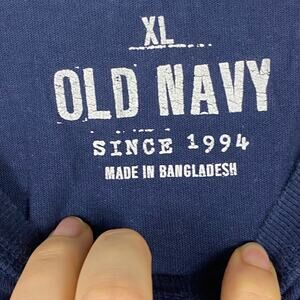 XL
OLD NAVY
SINCE 1994
MADE IN BANGLADESH